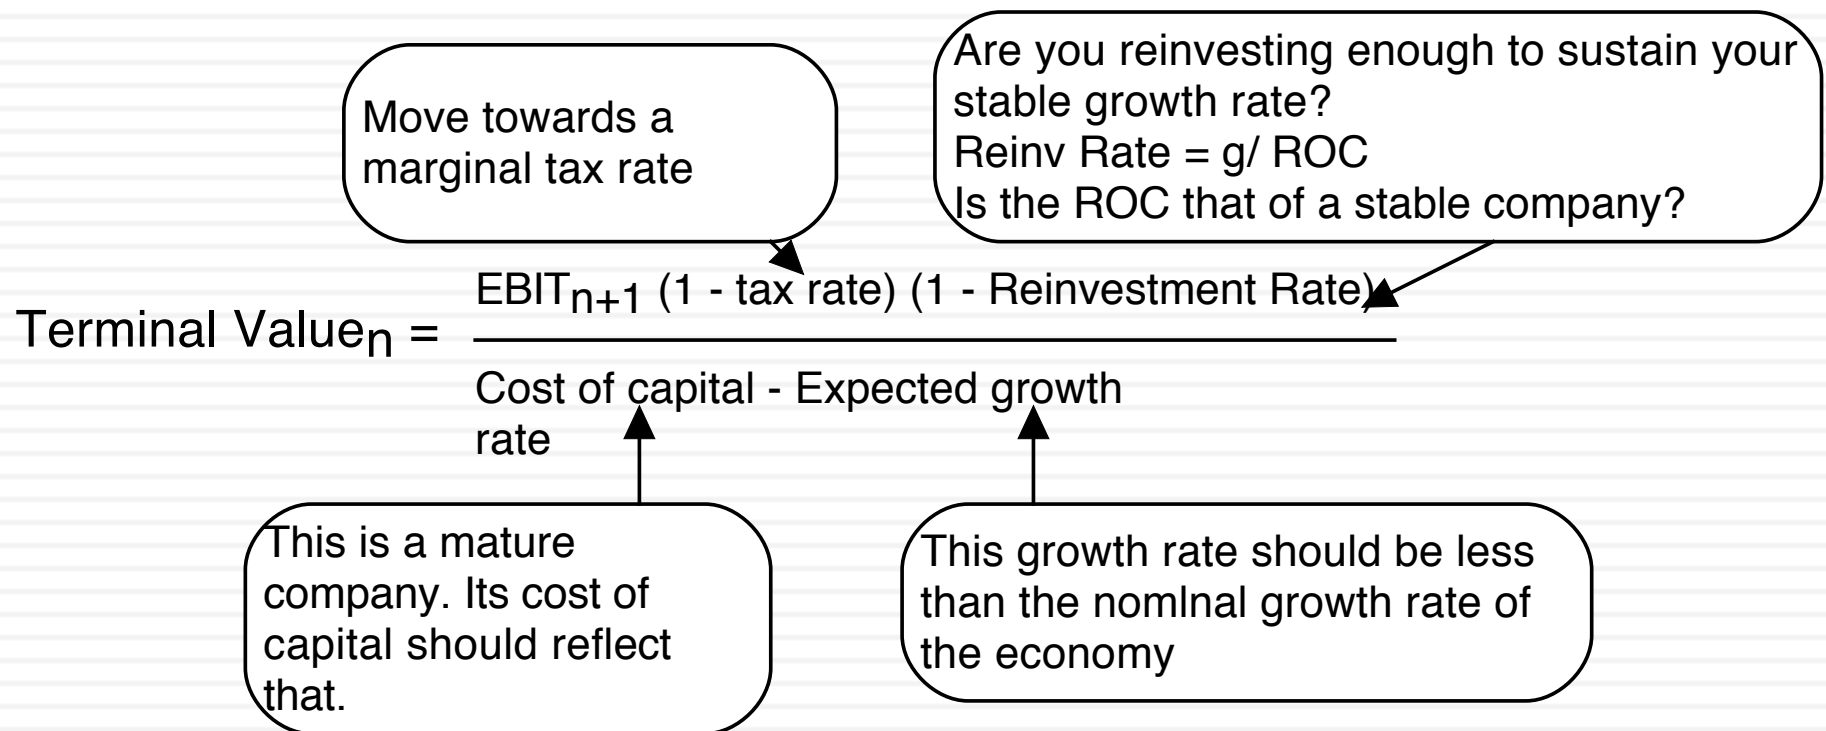 Are you reinvesting enough to sustain your
stable growth rate?
Reinv Rate = g/ ROC
Is the ROC that of a stable company?
Move towards a
marginal tax rate
EBITn+1 (1 - tax rate) (1 - Reinvestment Rate)
Terminal Valuen =
Cost of capital - Expected growth
rate
This is a mature
company. Its cost of
capital should reflect
that.
This growth rate should be less
than the nomInal growth rate of
the economy